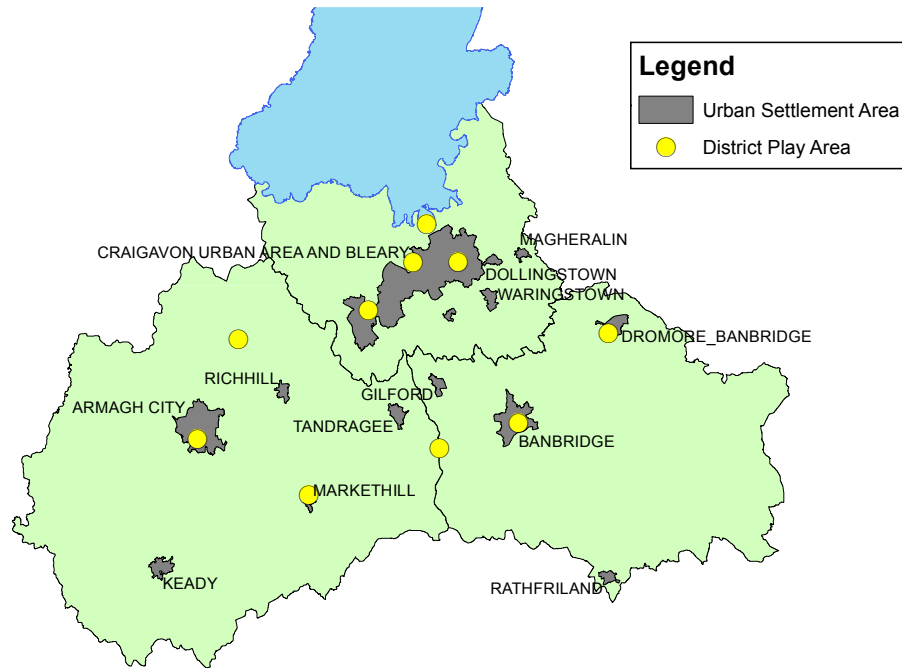 Legend
Urban Settlement Area
District Play Area
MAGHERALIN
CRAIGAVON URBAN AREA AND BLEARY
DOLLINGSTOWN
WARINGSTOWN
DROMORE_BANBRIDGE
RICHHILL
GILFORD
ARMAGH CITY
TANDRAGEE
BANBRIDGE
MARKETHILL
KEADY
RATHFRILAND